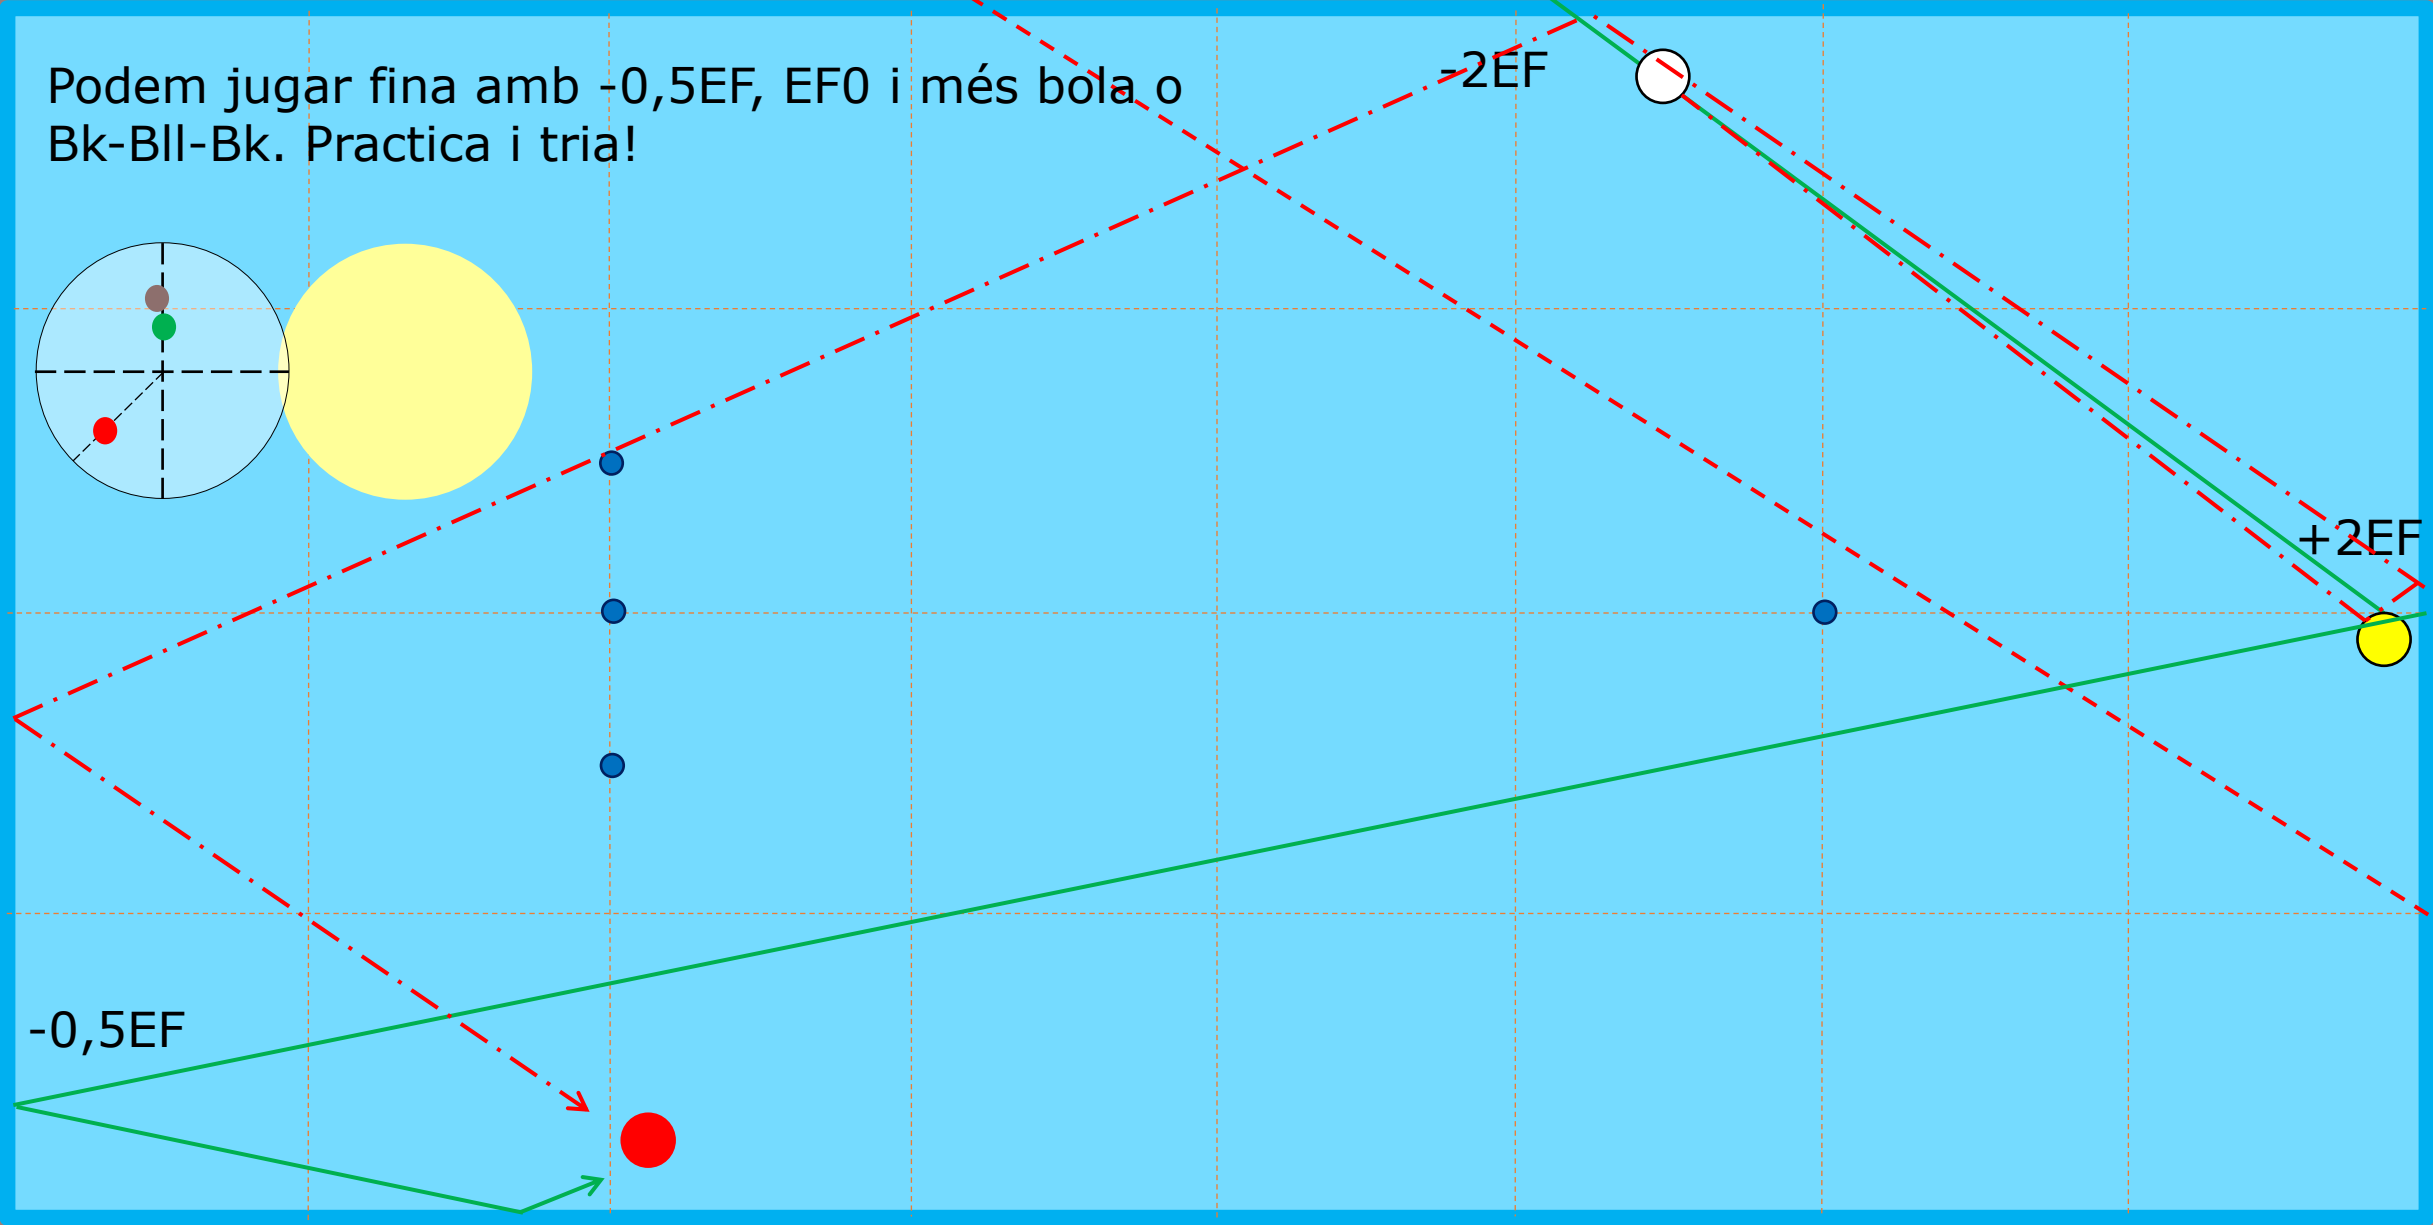 Podem jugar fina amb -0,5EF, EF0 i més bola o
Bk-Bll-Bk. Practica i tria!
-2EF
+2EF
-0,5EF